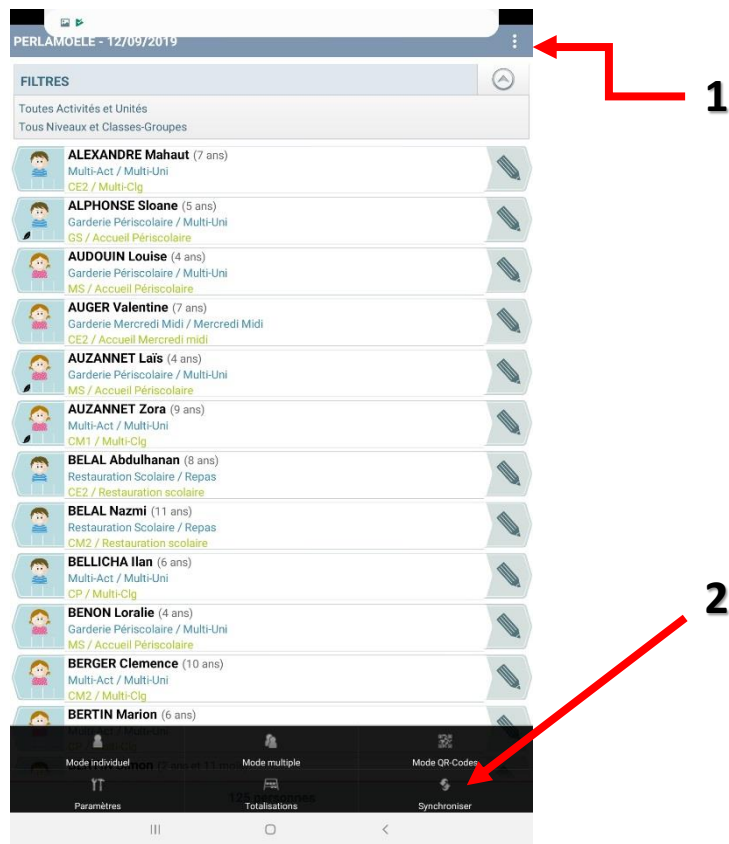 PERLAMOELE - 12/09/2019
1
FILTRES
Toutes Activités et Unités
Tous Niveaux et Classes-Groupes
ALEXANDRE Mahaut (7 ans)
Multi-Act / Multi-Uni
CE2 / Multi-Clg
ALPHONSE Sloane (5 ans)
Garderie Périscolaire / Multi-Uni
GS / Accueil Périscolaire
AUDOUIN Louise (4 ans)
Garderie Périscolaire / Multi-Uni
MS / Accueil Périscolaire
AUGER Valentine (7 ans)
Garderie Mercredi Midi / Mercredi Midi
CE2 / Accueil Mercredi midi
AUZANNET Laïs (4 ans)
Garderie Périscolaire / Multi-Uni
MS / Accueil Périscolaire
AUZANNET Zora (9 ans)
Multi-Act / Multi-Uni
CM1 / Multi-Clg
BELAL Abdulhanan (8 ans)
Restauration Scolaire / Repas
CE2 / Restauration scolaire
BELAL Nazmi (11 ans)
Restauration Scolaire / Repas
CM2 / Restauration scolaire
BELLICHA Ilan (6 ans)
Multi-Act / Multi-Uni
CP / Multi-Clg
2
BENON Loralie (4 ans)
Garderie Périscolaire / Multi-Uni
MS / Accueil Périscolaire
BERGER Clemence (10 ans)
Multi-Act / Multi-Uni
CM2 / Multi-Clg
BERTIN Marion (6 ans)
Multi-Act / Multi-Uni
Mode individuel Mode multiple Mode QR-Codes
125 personnes
Paramètres Totalisations Synchroniser